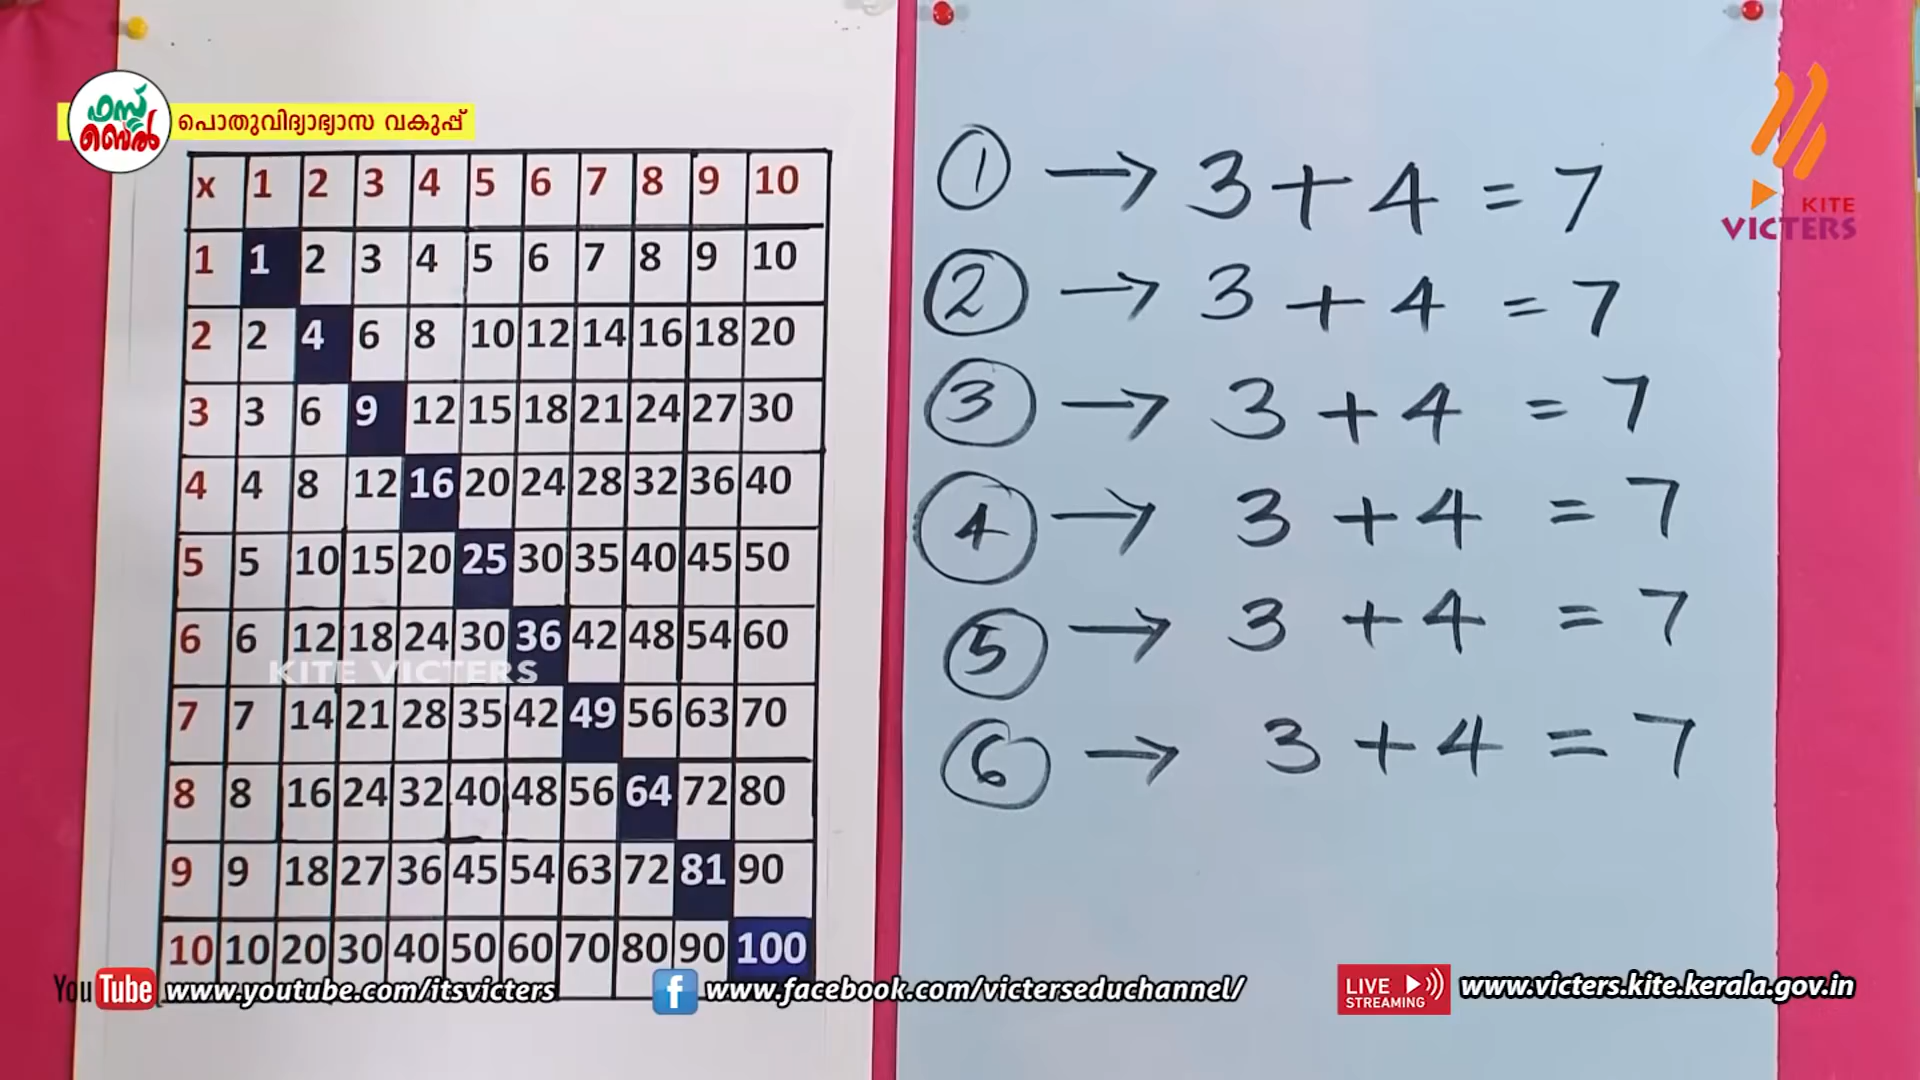 ഫസ്റ്റ് ബെൽ
പൊതുവിദ്യാഭ്യാസ വകുപ്പ്
x 1 2 3 4 5 6 7 8 9 10
1 1 2 3 4 5 6 7 8 9 10
2 2 4 6 8 10 12 14 16 18 20
3 3 6 9 12 15 18 21 24 27 30
4 4 8 12 16 20 24 28 32 36 40
5 5 10 15 20 25 30 35 40 45 50
6 6 12 18 24 30 36 42 48 54 60
KITE VICTERS
7 7 14 21 28 35 42 49 56 63 70
8 8 16 24 32 40 48 56 64 72 80
9 9 18 27 36 45 54 63 72 81 90
10 10 20 30 40 50 60 70 80 90 100
① → 3 + 4 = 7
② → 3 + 4 = 7
③ → 3 + 4 = 7
④ → 3 + 4 = 7
⑤ → 3 + 4 = 7
⑥ → 3 + 4 = 7
KITE
VICTERS
YouTube www.youtube.com/itsvicters
f www.facebook.com/victerseduchannel/
LIVE STREAMING www.victers.kite.kerala.gov.in